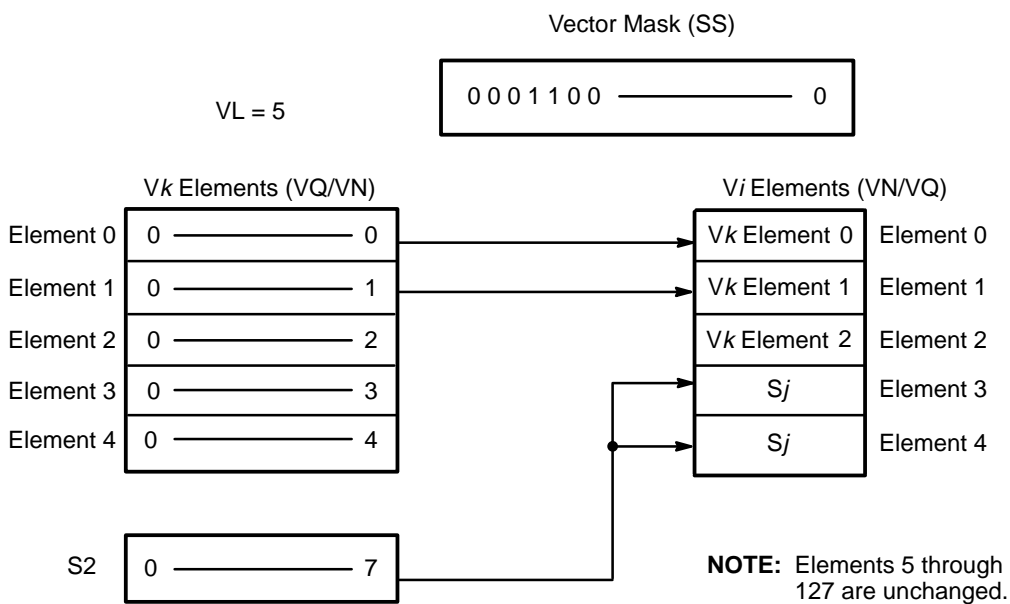 Vector Mask (SS)
0 0 0 1 1 0 0 0
VL = 5
Vk Elements (VQ/VN)
Vi Elements (VN/VQ)
Element 0 0 0 Vk Element 0 Element 0
Element 1 0 1 Vk Element 1 Element 1
Element 2 0 2 Vk Element 2 Element 2
Element 3 0 3 Sj Element 3
Element 4 0 4 Sj Element 4
S2 0 7
NOTE: Elements 5 through
127 are unchanged.